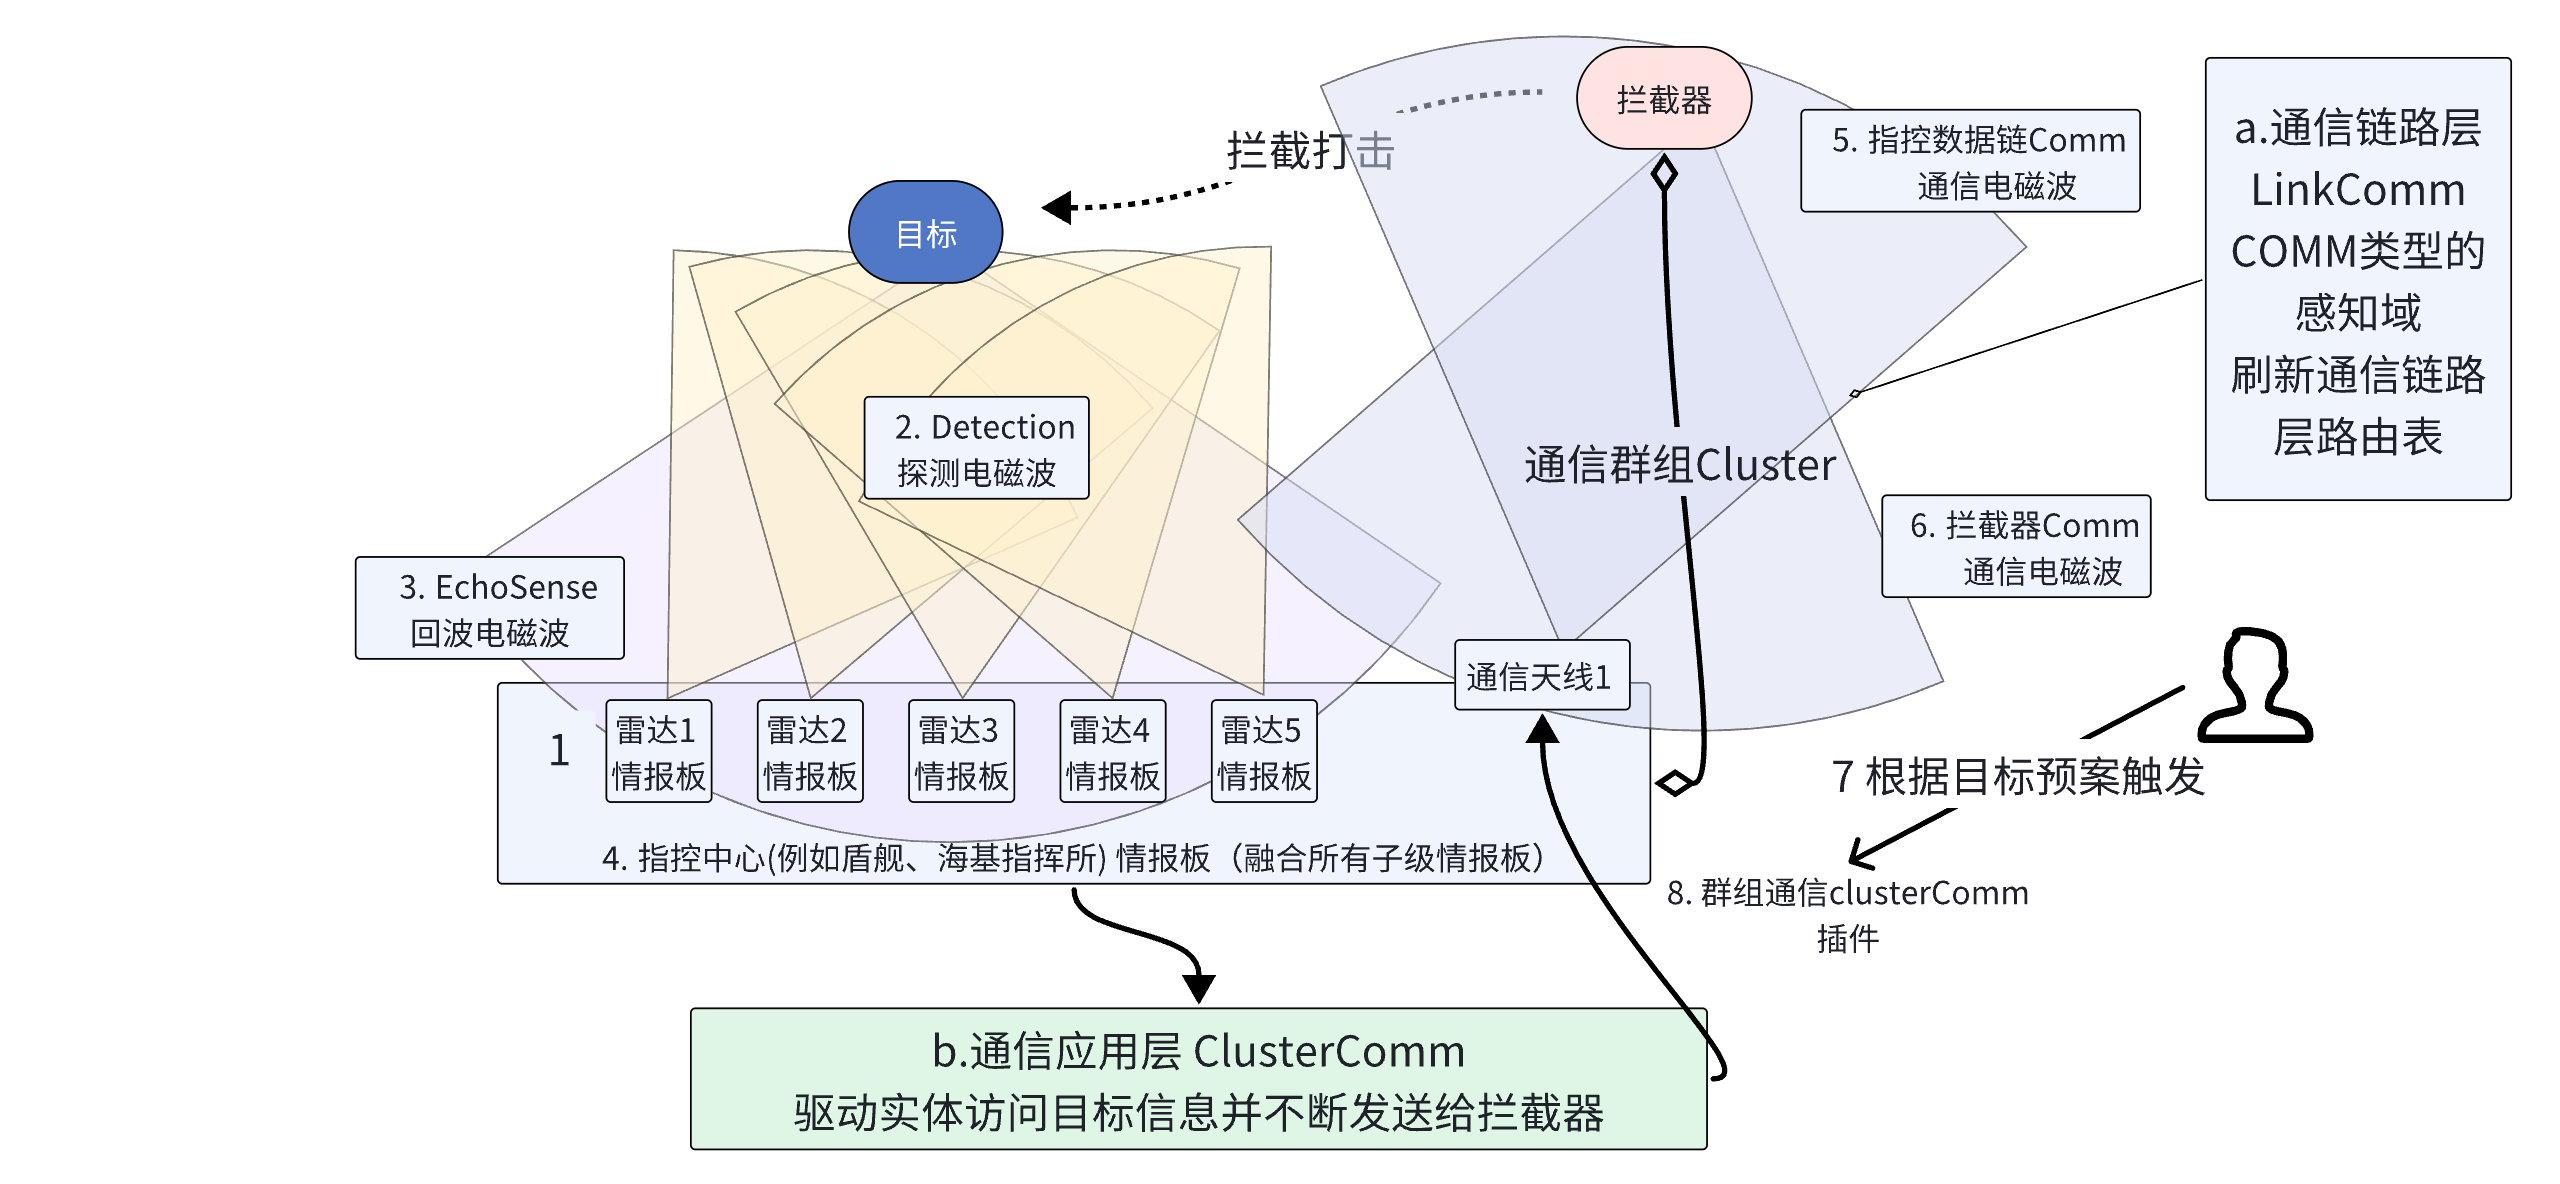 拦截器
5. 指控数据链Comm
通信电磁波
a.通信链路层
LinkComm
COMM类型的
感知域
刷新通信链路
层路由表
拦截打击
目标
2. Detection
探测电磁波
通信群组Cluster
6. 拦截器Comm
通信电磁波
3. EchoSense
回波电磁波
通信天线1
1
雷达1
情报板
雷达2
情报板
雷达3
情报板
雷达4
情报板
雷达5
情报板
7 根据目标预案触发
4. 指控中心(例如盾舰、海基指挥所) 情报板（融合所有子级情报板）
8. 群组通信clusterComm
插件
b.通信应用层 ClusterComm
驱动实体访问目标信息并不断发送给拦截器